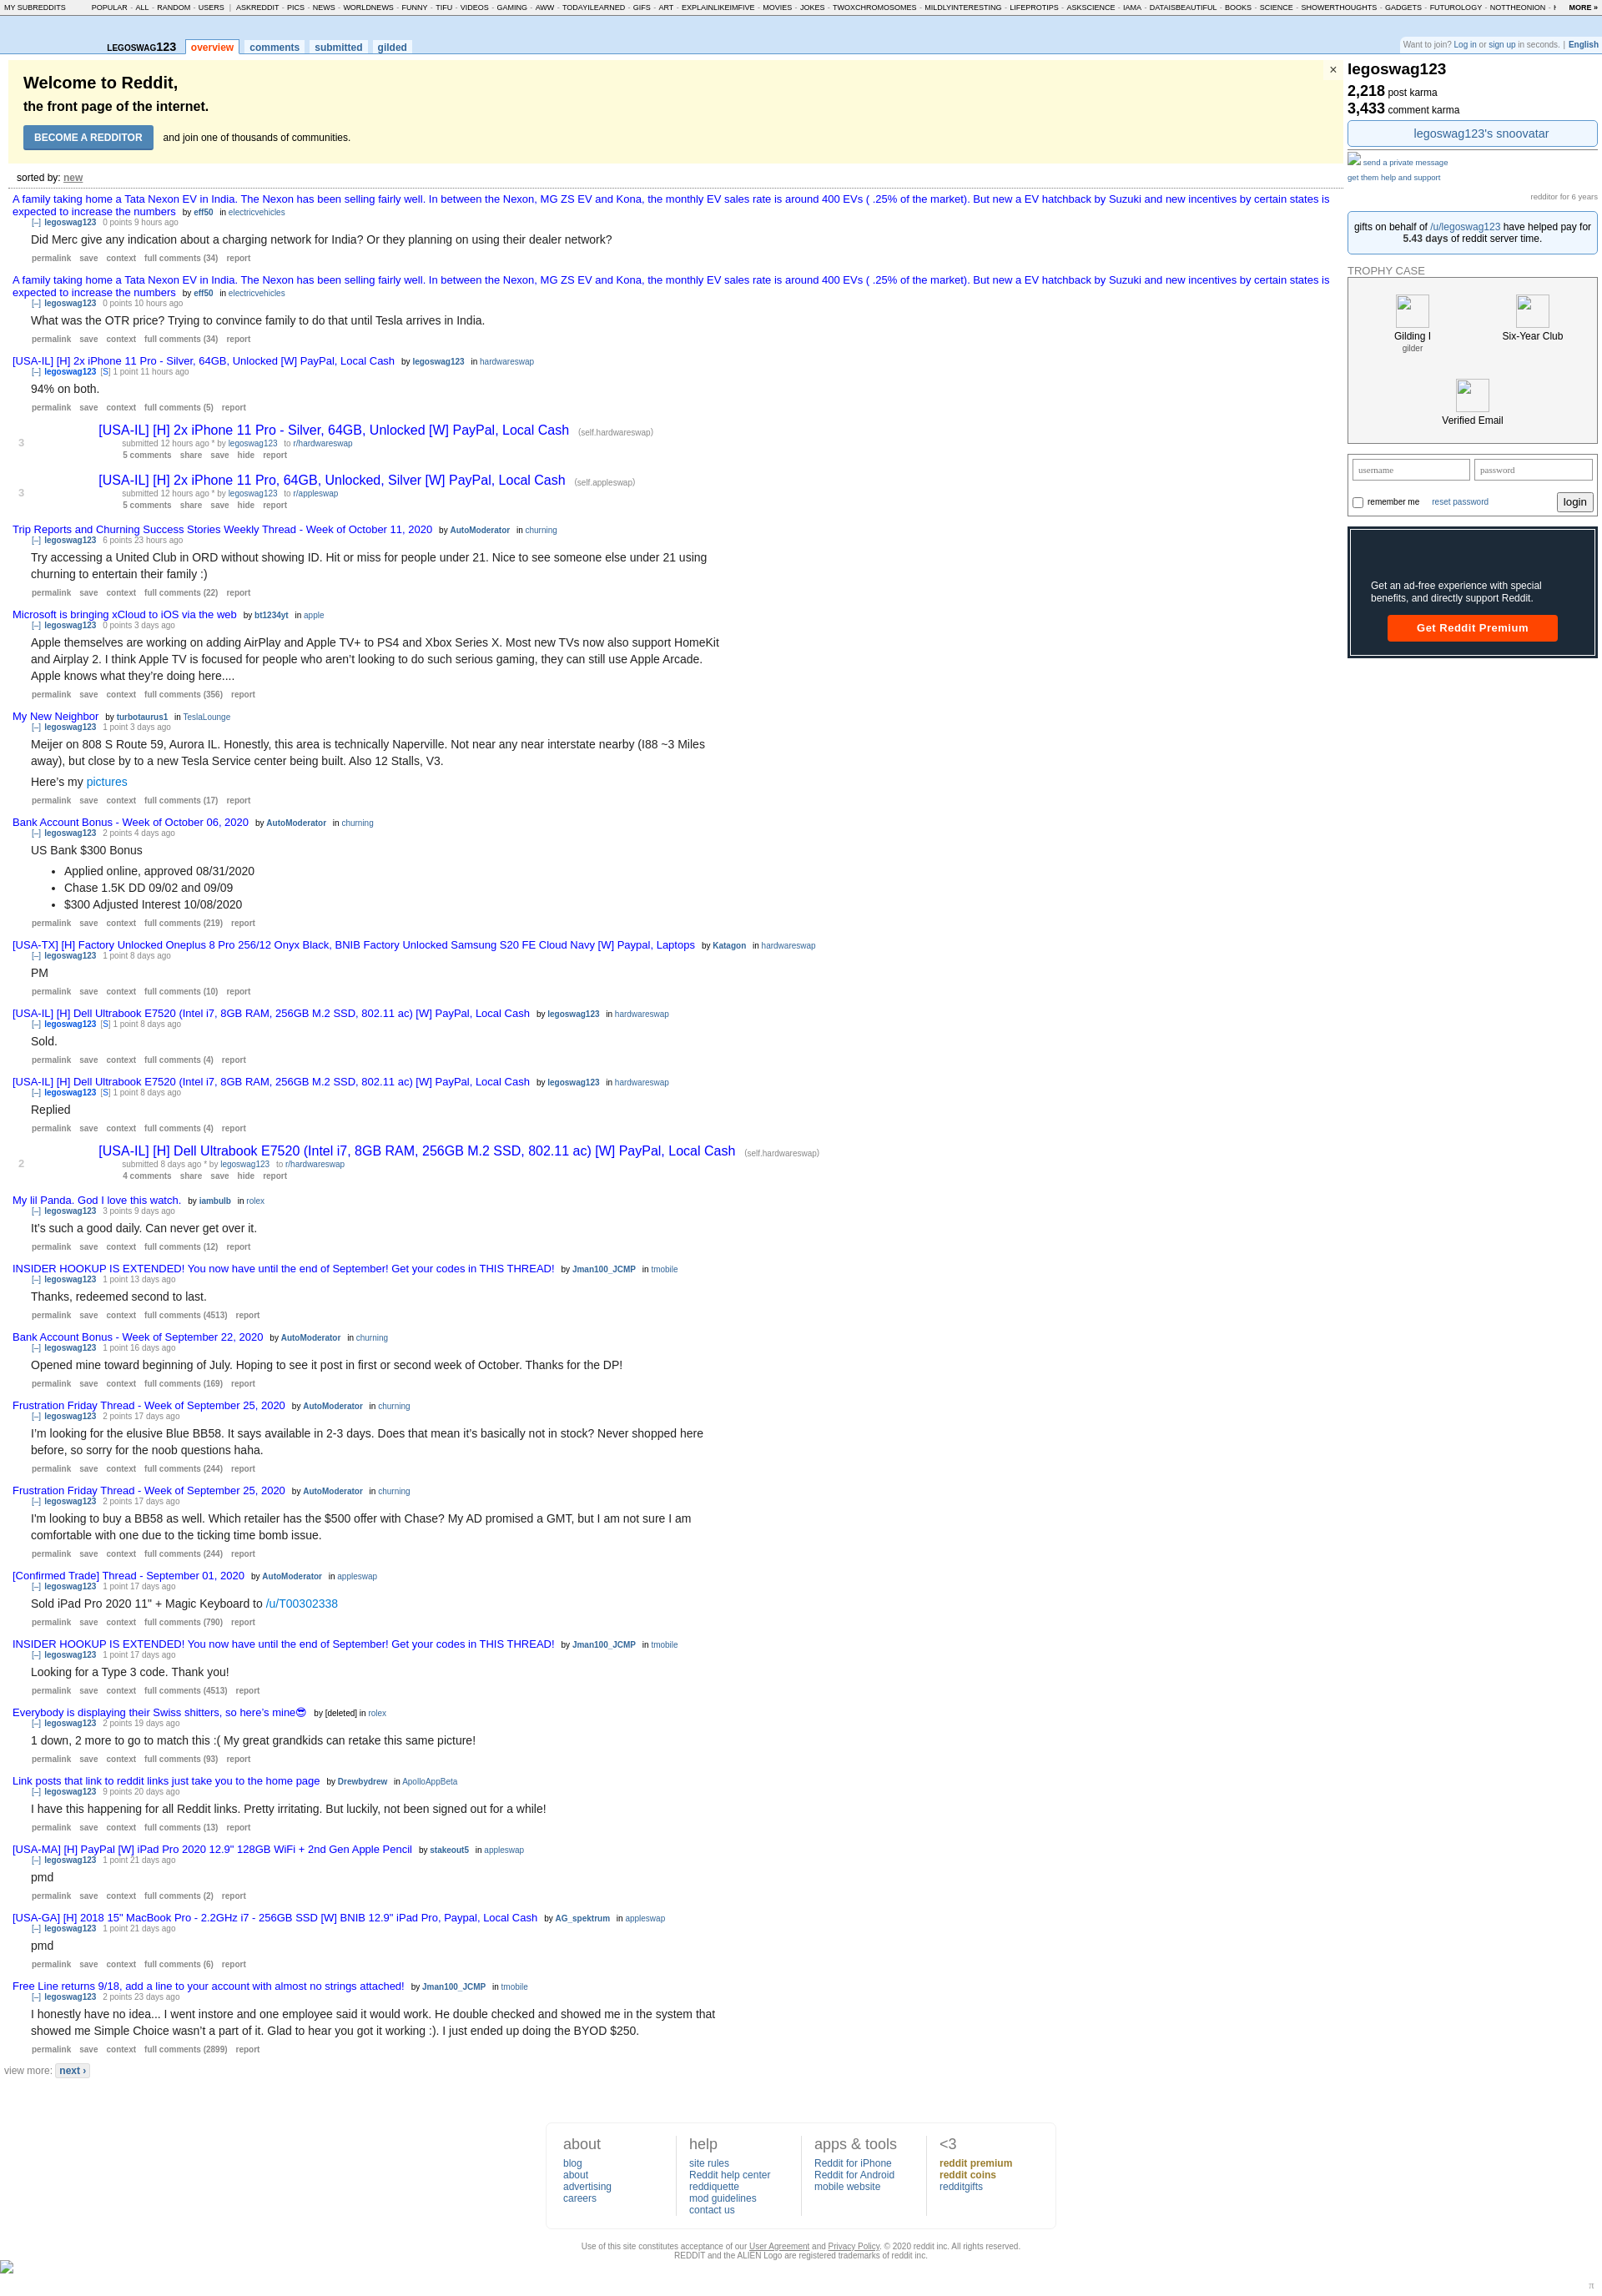 MY SUBREDDITS POPULAR - ALL - RANDOM - USERS | ASKREDDIT - PICS - NEWS - WORLDNEWS - FUNNY - TIFU - VIDEOS - GAMING - AWW - TODAYILEARNED - GIFS - ART - EXPLAINLIKEIMFIVE - MOVIES - JOKES - TWOXCHROMOSOMES - MILDLYINTERESTING - LIFEPROTIPS - ASKSCIENCE - IAMA - DATAISBEAUTIFUL - BOOKS - SCIENCE - SHOWERTHOUGHTS - GADGETS - FUTUROLOGY - NOTTHEONION - MORE »
LEGOSWAG123 overview comments submitted gilded
Want to join? Log in or sign up in seconds. | English
Welcome to Reddit,
the front page of the internet.
BECOME A REDDITOR and join one of thousands of communities.
×
sorted by: new
A family taking home a Tata Nexon EV in India. The Nexon has been selling fairly well. In between the Nexon, MG ZS EV and Kona, the monthly EV sales rate is around 400 EVs ( .25% of the market). But new a EV hatchback by Suzuki and new incentives by certain states is
expected to increase the numbers by eff50 in electricvehicles
[–] legoswag123 0 points 9 hours ago
Did Merc give any indication about a charging network for India? Or they planning on using their dealer network?
permalink save context full comments (34) report
A family taking home a Tata Nexon EV in India. The Nexon has been selling fairly well. In between the Nexon, MG ZS EV and Kona, the monthly EV sales rate is around 400 EVs ( .25% of the market). But new a EV hatchback by Suzuki and new incentives by certain states is
expected to increase the numbers by eff50 in electricvehicles
[–] legoswag123 0 points 10 hours ago
What was the OTR price? Trying to convince family to do that until Tesla arrives in India.
permalink save context full comments (34) report
[USA-IL] [H] 2x iPhone 11 Pro - Silver, 64GB, Unlocked [W] PayPal, Local Cash by legoswag123 in hardwareswap
[–] legoswag123 [S] 1 point 11 hours ago
94% on both.
permalink save context full comments (5) report
3
[USA-IL] [H] 2x iPhone 11 Pro - Silver, 64GB, Unlocked [W] PayPal, Local Cash (self.hardwareswap)
submitted 12 hours ago * by legoswag123 to r/hardwareswap
5 comments share save hide report
3
[USA-IL] [H] 2x iPhone 11 Pro, 64GB, Unlocked, Silver [W] PayPal, Local Cash (self.appleswap)
submitted 12 hours ago * by legoswag123 to r/appleswap
5 comments share save hide report
Trip Reports and Churning Success Stories Weekly Thread - Week of October 11, 2020 by AutoModerator in churning
[–] legoswag123 6 points 23 hours ago
Try accessing a United Club in ORD without showing ID. Hit or miss for people under 21. Nice to see someone else under 21 using
churning to entertain their family :)
permalink save context full comments (22) report
Microsoft is bringing xCloud to iOS via the web by bt1234yt in apple
[–] legoswag123 0 points 3 days ago
Apple themselves are working on adding AirPlay and Apple TV+ to PS4 and Xbox Series X. Most new TVs now also support HomeKit
and Airplay 2. I think Apple TV is focused for people who aren’t looking to do such serious gaming, they can still use Apple Arcade.
Apple knows what they’re doing here....
permalink save context full comments (356) report
My New Neighbor by turbotaurus1 in TeslaLounge
[–] legoswag123 1 point 3 days ago
Meijer on 808 S Route 59, Aurora IL. Honestly, this area is technically Naperville. Not near any near interstate nearby (I88 ~3 Miles
away), but close by to a new Tesla Service center being built. Also 12 Stalls, V3.
Here’s my pictures
permalink save context full comments (17) report
Bank Account Bonus - Week of October 06, 2020 by AutoModerator in churning
[–] legoswag123 2 points 4 days ago
US Bank $300 Bonus
• Applied online, approved 08/31/2020
• Chase 1.5K DD 09/02 and 09/09
• $300 Adjusted Interest 10/08/2020
permalink save context full comments (219) report
[USA-TX] [H] Factory Unlocked Oneplus 8 Pro 256/12 Onyx Black, BNIB Factory Unlocked Samsung S20 FE Cloud Navy [W] Paypal, Laptops by Katagon in hardwareswap
[–] legoswag123 1 point 8 days ago
PM
permalink save context full comments (10) report
[USA-IL] [H] Dell Ultrabook E7520 (Intel i7, 8GB RAM, 256GB M.2 SSD, 802.11 ac) [W] PayPal, Local Cash by legoswag123 in hardwareswap
[–] legoswag123 [S] 1 point 8 days ago
Sold.
permalink save context full comments (4) report
[USA-IL] [H] Dell Ultrabook E7520 (Intel i7, 8GB RAM, 256GB M.2 SSD, 802.11 ac) [W] PayPal, Local Cash by legoswag123 in hardwareswap
[–] legoswag123 [S] 1 point 8 days ago
Replied
permalink save context full comments (4) report
2
[USA-IL] [H] Dell Ultrabook E7520 (Intel i7, 8GB RAM, 256GB M.2 SSD, 802.11 ac) [W] PayPal, Local Cash (self.hardwareswap)
submitted 8 days ago * by legoswag123 to r/hardwareswap
4 comments share save hide report
My lil Panda. God I love this watch. by iambulb in rolex
[–] legoswag123 3 points 9 days ago
It’s such a good daily. Can never get over it.
permalink save context full comments (12) report
INSIDER HOOKUP IS EXTENDED! You now have until the end of September! Get your codes in THIS THREAD! by Jman100_JCMP in tmobile
[–] legoswag123 1 point 13 days ago
Thanks, redeemed second to last.
permalink save context full comments (4513) report
Bank Account Bonus - Week of September 22, 2020 by AutoModerator in churning
[–] legoswag123 1 point 16 days ago
Opened mine toward beginning of July. Hoping to see it post in first or second week of October. Thanks for the DP!
permalink save context full comments (169) report
Frustration Friday Thread - Week of September 25, 2020 by AutoModerator in churning
[–] legoswag123 2 points 17 days ago
I’m looking for the elusive Blue BB58. It says available in 2-3 days. Does that mean it’s basically not in stock? Never shopped here
before, so sorry for the noob questions haha.
permalink save context full comments (244) report
Frustration Friday Thread - Week of September 25, 2020 by AutoModerator in churning
[–] legoswag123 2 points 17 days ago
I'm looking to buy a BB58 as well. Which retailer has the $500 offer with Chase? My AD promised a GMT, but I am not sure I am
comfortable with one due to the ticking time bomb issue.
permalink save context full comments (244) report
[Confirmed Trade] Thread - September 01, 2020 by AutoModerator in appleswap
[–] legoswag123 1 point 17 days ago
Sold iPad Pro 2020 11" + Magic Keyboard to /u/T00302338
permalink save context full comments (790) report
INSIDER HOOKUP IS EXTENDED! You now have until the end of September! Get your codes in THIS THREAD! by Jman100_JCMP in tmobile
[–] legoswag123 1 point 17 days ago
Looking for a Type 3 code. Thank you!
permalink save context full comments (4513) report
Everybody is displaying their Swiss shitters, so here’s mine😎 by [deleted] in rolex
[–] legoswag123 2 points 19 days ago
1 down, 2 more to go to match this :( My great grandkids can retake this same picture!
permalink save context full comments (93) report
Link posts that link to reddit links just take you to the home page by Drewbydrew in ApolloAppBeta
[–] legoswag123 9 points 20 days ago
I have this happening for all Reddit links. Pretty irritating. But luckily, not been signed out for a while!
permalink save context full comments (13) report
[USA-MA] [H] PayPal [W] iPad Pro 2020 12.9" 128GB WiFi + 2nd Gen Apple Pencil by stakeout5 in appleswap
[–] legoswag123 1 point 21 days ago
pmd
permalink save context full comments (2) report
[USA-GA] [H] 2018 15" MacBook Pro - 2.2GHz i7 - 256GB SSD [W] BNIB 12.9" iPad Pro, Paypal, Local Cash by AG_spektrum in appleswap
[–] legoswag123 1 point 21 days ago
pmd
permalink save context full comments (6) report
Free Line returns 9/18, add a line to your account with almost no strings attached! by Jman100_JCMP in tmobile
[–] legoswag123 2 points 23 days ago
I honestly have no idea... I went instore and one employee said it would work. He double checked and showed me in the system that
showed me Simple Choice wasn’t a part of it. Glad to hear you got it working :). I just ended up doing the BYOD $250.
permalink save context full comments (2899) report
view more: next ›
legoswag123
2,218 post karma
3,433 comment karma
legoswag123's snoovatar
send a private message
get them help and support
redditor for 6 years
gifts on behalf of /u/legoswag123 have helped pay for
5.43 days of reddit server time.
TROPHY CASE
Gilding I
gilder
Six-Year Club
Verified Email
username password
remember me reset password login
Get an ad-free experience with special
benefits, and directly support Reddit.
Get Reddit Premium
about
blog
about
advertising
careers
help
site rules
Reddit help center
reddiquette
mod guidelines
contact us
apps & tools
Reddit for iPhone
Reddit for Android
mobile website
<3
reddit premium
reddit coins
redditgifts
Use of this site constitutes acceptance of our User Agreement and Privacy Policy. © 2020 reddit inc. All rights reserved.
REDDIT and the ALIEN Logo are registered trademarks of reddit inc.
π